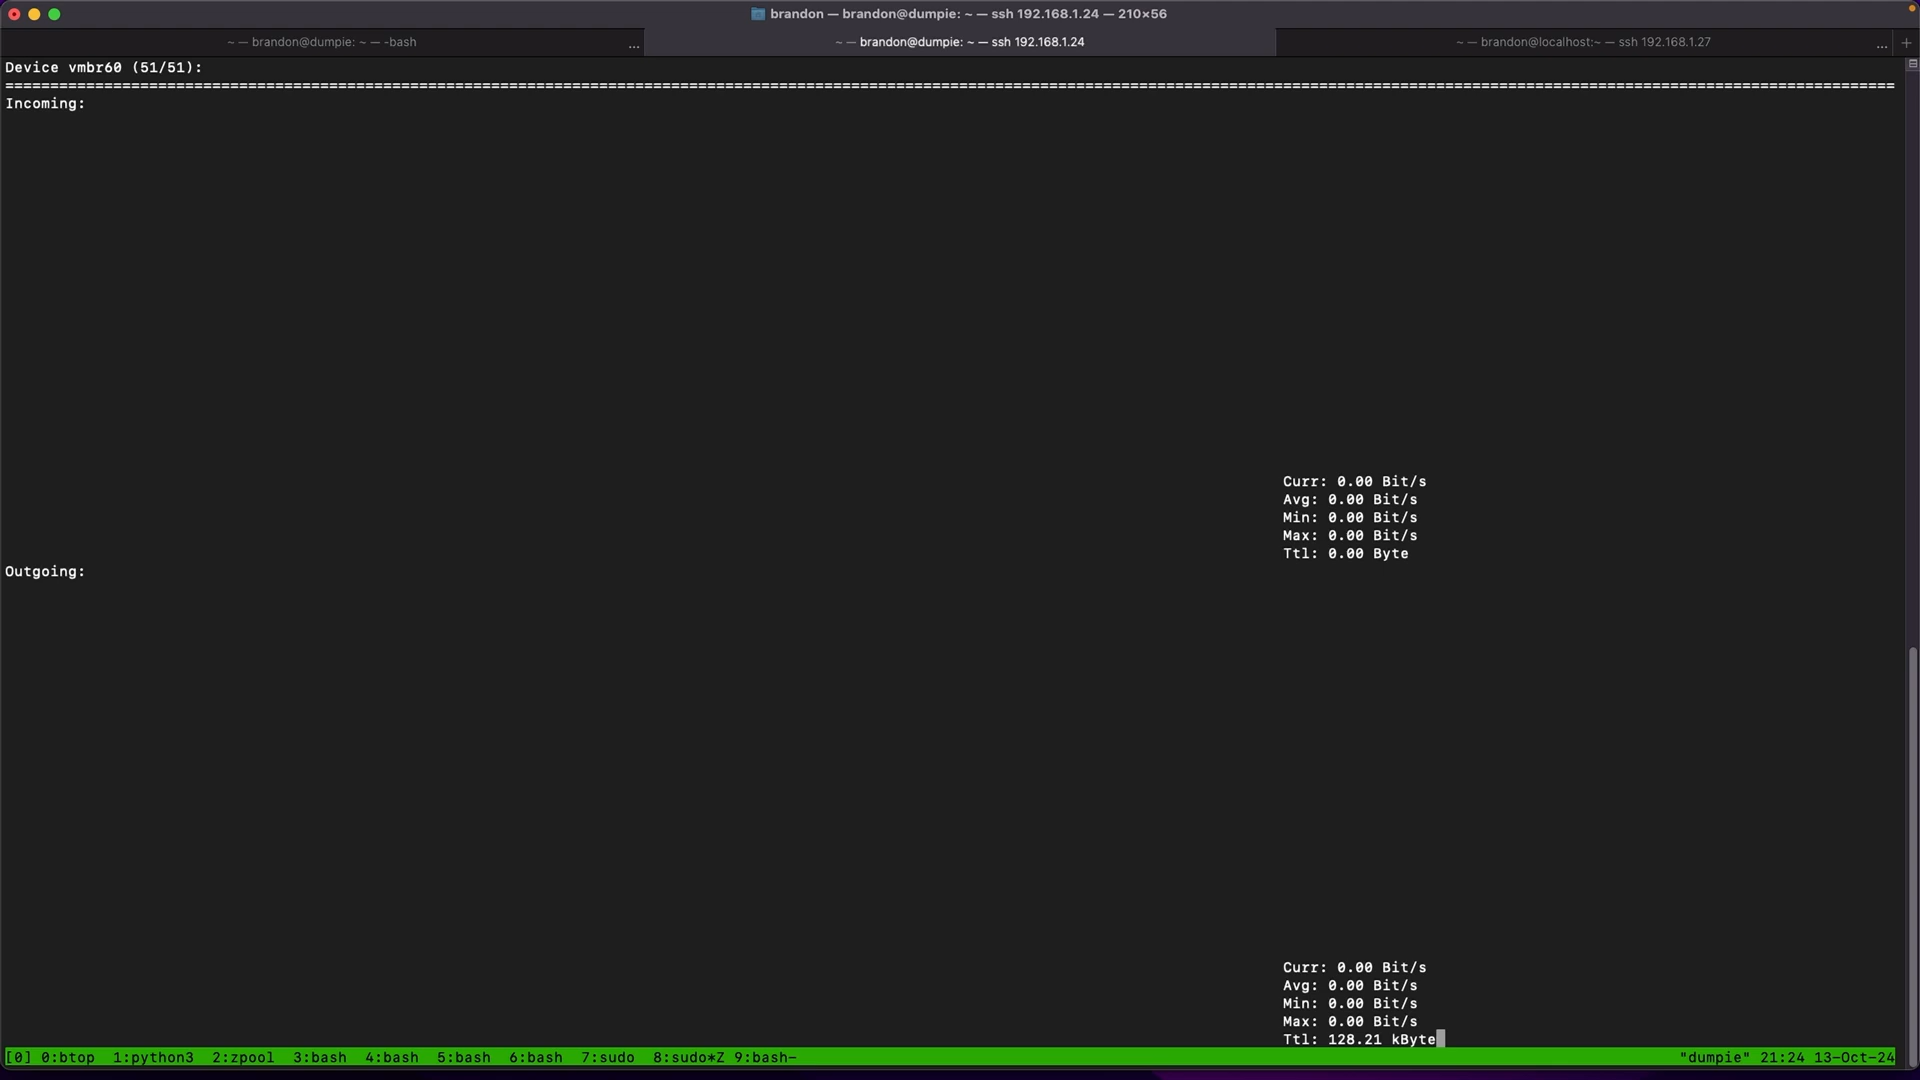 brandon — brandon@dumpie: ~ — ssh 192.168.1.24 — 210×56
~ — brandon@dumpie: ~ — -bash ...
~ — brandon@dumpie: ~ — ssh 192.168.1.24
~ — brandon@localhost:~ — ssh 192.168.1.27 ... +
Device vmbr60 (51/51):
==================================================================================================================================================================================================================
Incoming:
Curr: 0.00 Bit/s
Avg: 0.00 Bit/s
Min: 0.00 Bit/s
Max: 0.00 Bit/s
Ttl: 0.00 Byte
Outgoing:
Curr: 0.00 Bit/s
Avg: 0.00 Bit/s
Min: 0.00 Bit/s
Max: 0.00 Bit/s
Ttl: 128.21 kByte
[0] 0:btop  1:python3  2:zpool  3:bash  4:bash  5:bash  6:bash  7:sudo  8:sudo*Z 9:bash- "dumpie" 21:24 13-Oct-24